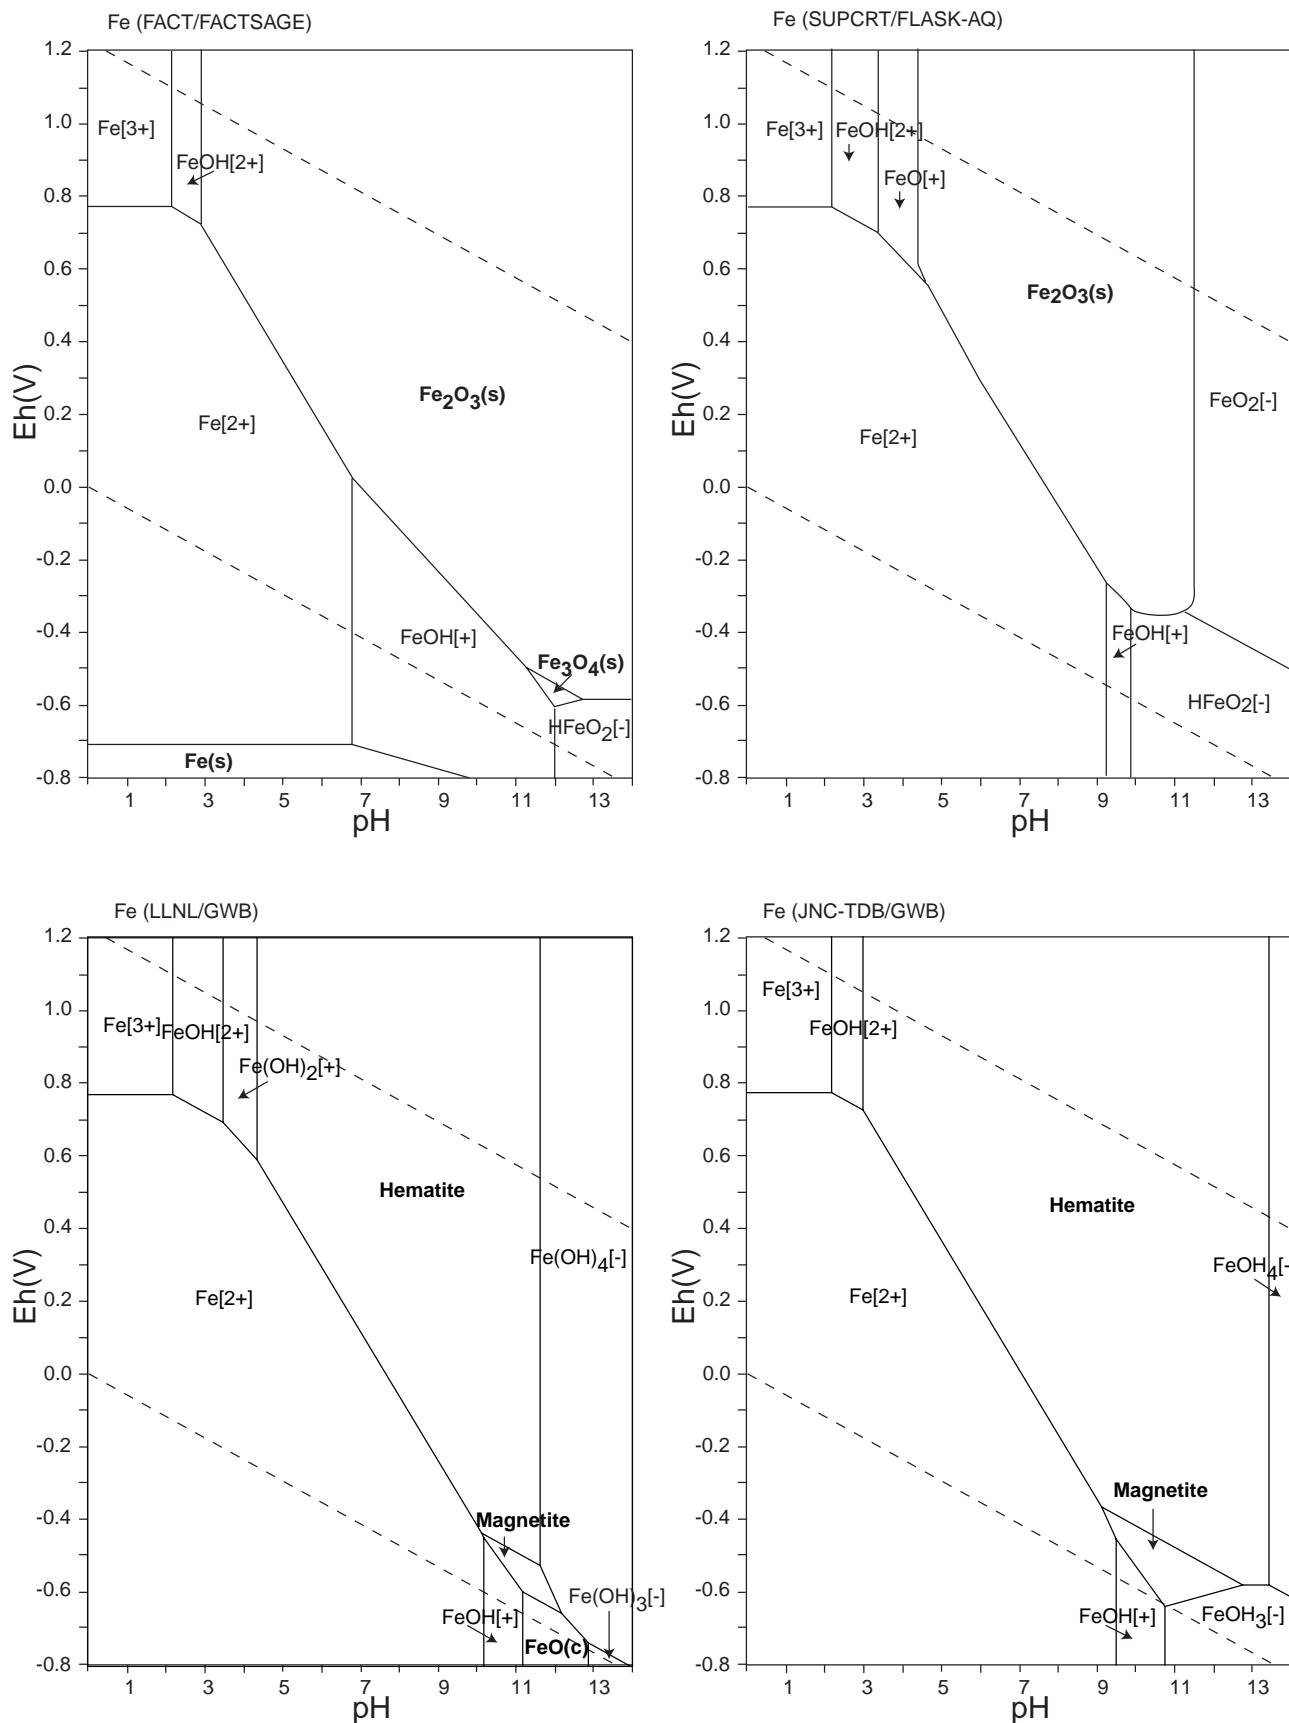 Fe (FACT/FACTSAGE)
1.2
1.0
0.8
0.6
0.4
0.2
0.0
-0.2
-0.4
-0.6
-0.8
Eh(V)
Fe[3+]
FeOH[2+]
Fe2O3(s)
Fe[2+]
FeOH[+]
Fe3O4(s)
HFeO2[-]
Fe(s)
1 3 5 7 9 11 13
pH
Fe (SUPCRT/FLASK-AQ)
1.2
1.0
0.8
0.6
0.4
0.2
0.0
-0.2
-0.4
-0.6
-0.8
Eh(V)
Fe[3+] FeOH[2+]
FeO[+]
Fe2O3(s)
FeO2[-]
Fe[2+]
FeOH[+]
HFeO2[-]
1 3 5 7 9 11 13
pH
Fe (LLNL/GWB)
1.2
1.0
0.8
0.6
0.4
0.2
0.0
-0.2
-0.4
-0.6
-0.8
Eh(V)
Fe[3+] FeOH[2+]
Fe(OH)2[+]
Hematite
Fe(OH)4[-]
Fe[2+]
Magnetite
Fe(OH)3[-]
FeOH[+]
FeO(c)
1 3 5 7 9 11 13
pH
Fe (JNC-TDB/GWB)
1.2
1.0
0.8
0.6
0.4
0.2
0.0
-0.2
-0.4
-0.6
-0.8
Eh(V)
Fe[3+]
FeOH[2+]
Hematite
FeOH4[-
Fe[2+]
Magnetite
FeOH[+]
FeOH3[-]
1 3 5 7 9 11 13
pH